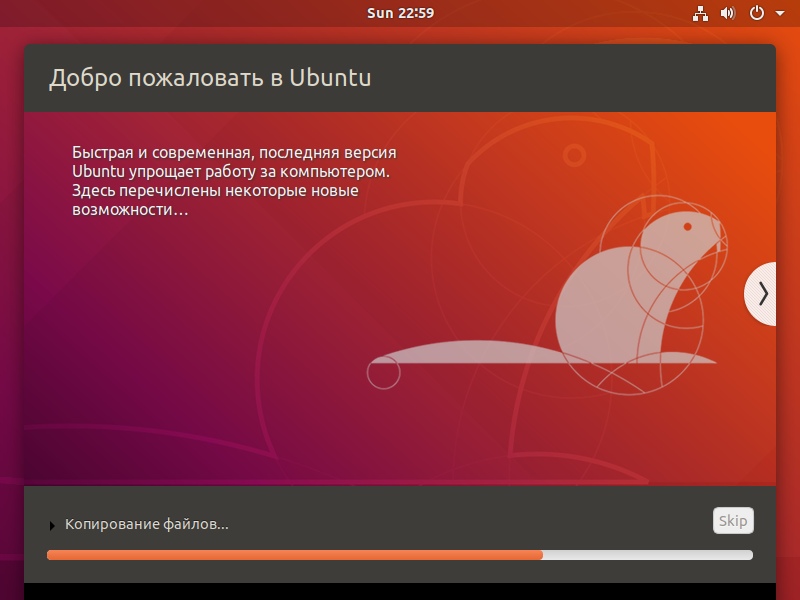 Sun 22:59
Добро пожаловать в Ubuntu
Быстрая и современная, последняя версия
Ubuntu упрощает работу за компьютером.
Здесь перечислены некоторые новые
возможности…
Копирование файлов...
Skip